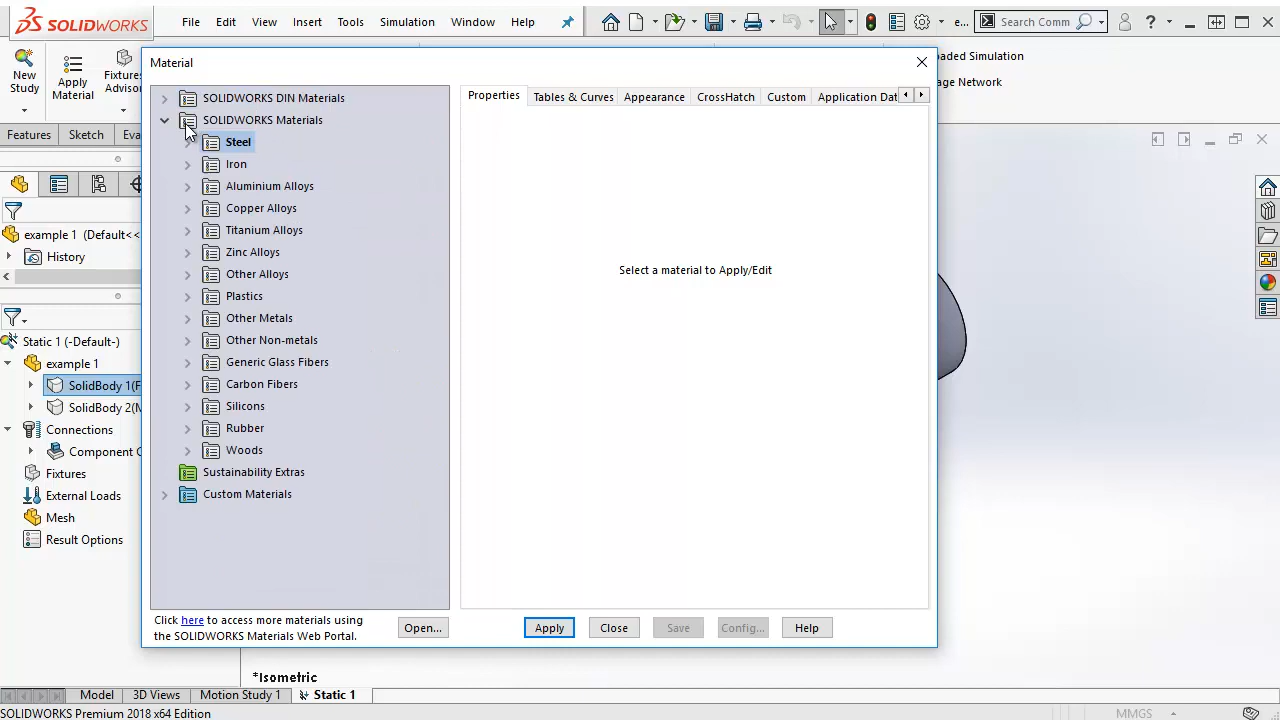 SOLIDWORKS
File
Edit
View
Insert
Tools
Simulation
Window
Help
e...
Search Comm
New
Study
Apply
Material
Fixtures
Adviso
Material
aded Simulation
age Network
Features
Sketch
Eva
SOLIDWORKS DIN Materials
SOLIDWORKS Materials
Steel
Iron
Aluminium Alloys
Copper Alloys
Titanium Alloys
Zinc Alloys
Other Alloys
Plastics
Other Metals
Other Non-metals
Generic Glass Fibers
Carbon Fibers
Silicons
Rubber
Woods
Sustainability Extras
Custom Materials
Properties
Tables & Curves
Appearance
CrossHatch
Custom
Application Dat
Select a material to Apply/Edit
example 1 (Default<<
History
Static 1 (-Default-)
example 1
SolidBody 1(F
SolidBody 2(M
Connections
Component C
Fixtures
External Loads
Mesh
Result Options
Click here to access more materials using
the SOLIDWORKS Materials Web Portal.
Open...
Apply
Close
Save
Config...
Help
*Isometric
Model
3D Views
Motion Study 1
Static 1
SOLIDWORKS Premium 2018 x64 Edition
MMGS